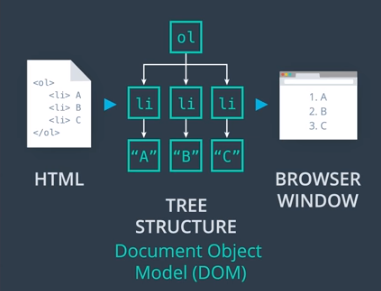 <ol>
<li> A
<li> B
<li> C
</ol>
HTML
ol
li li li
“A” “B” “C”
TREE
STRUCTURE
Document Object
Model (DOM)
1. A
2. B
3. C
BROWSER
WINDOW